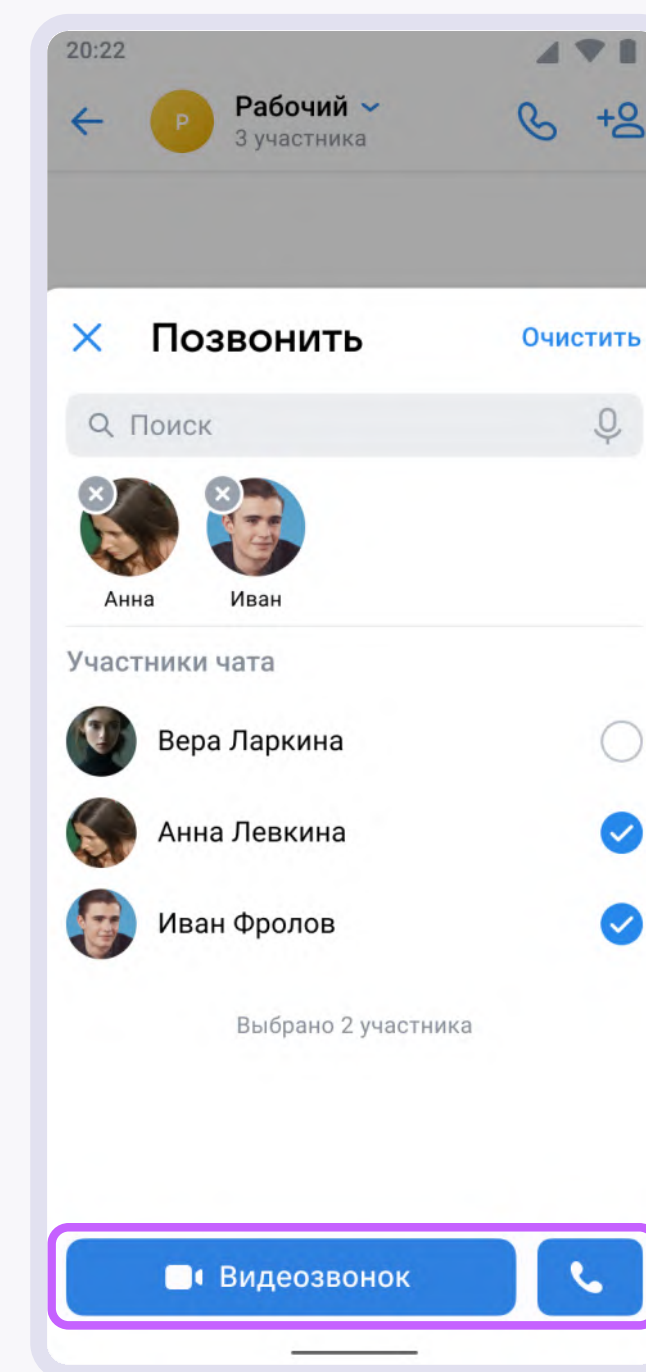 20:22
Р
Рабочий
3 участника
Позвонить
Очистить
Поиск
Анна
Иван
Участники чата
Вера Ларкина
Анна Левкина
Иван Фролов
Выбрано 2 участника
Видеозвонок